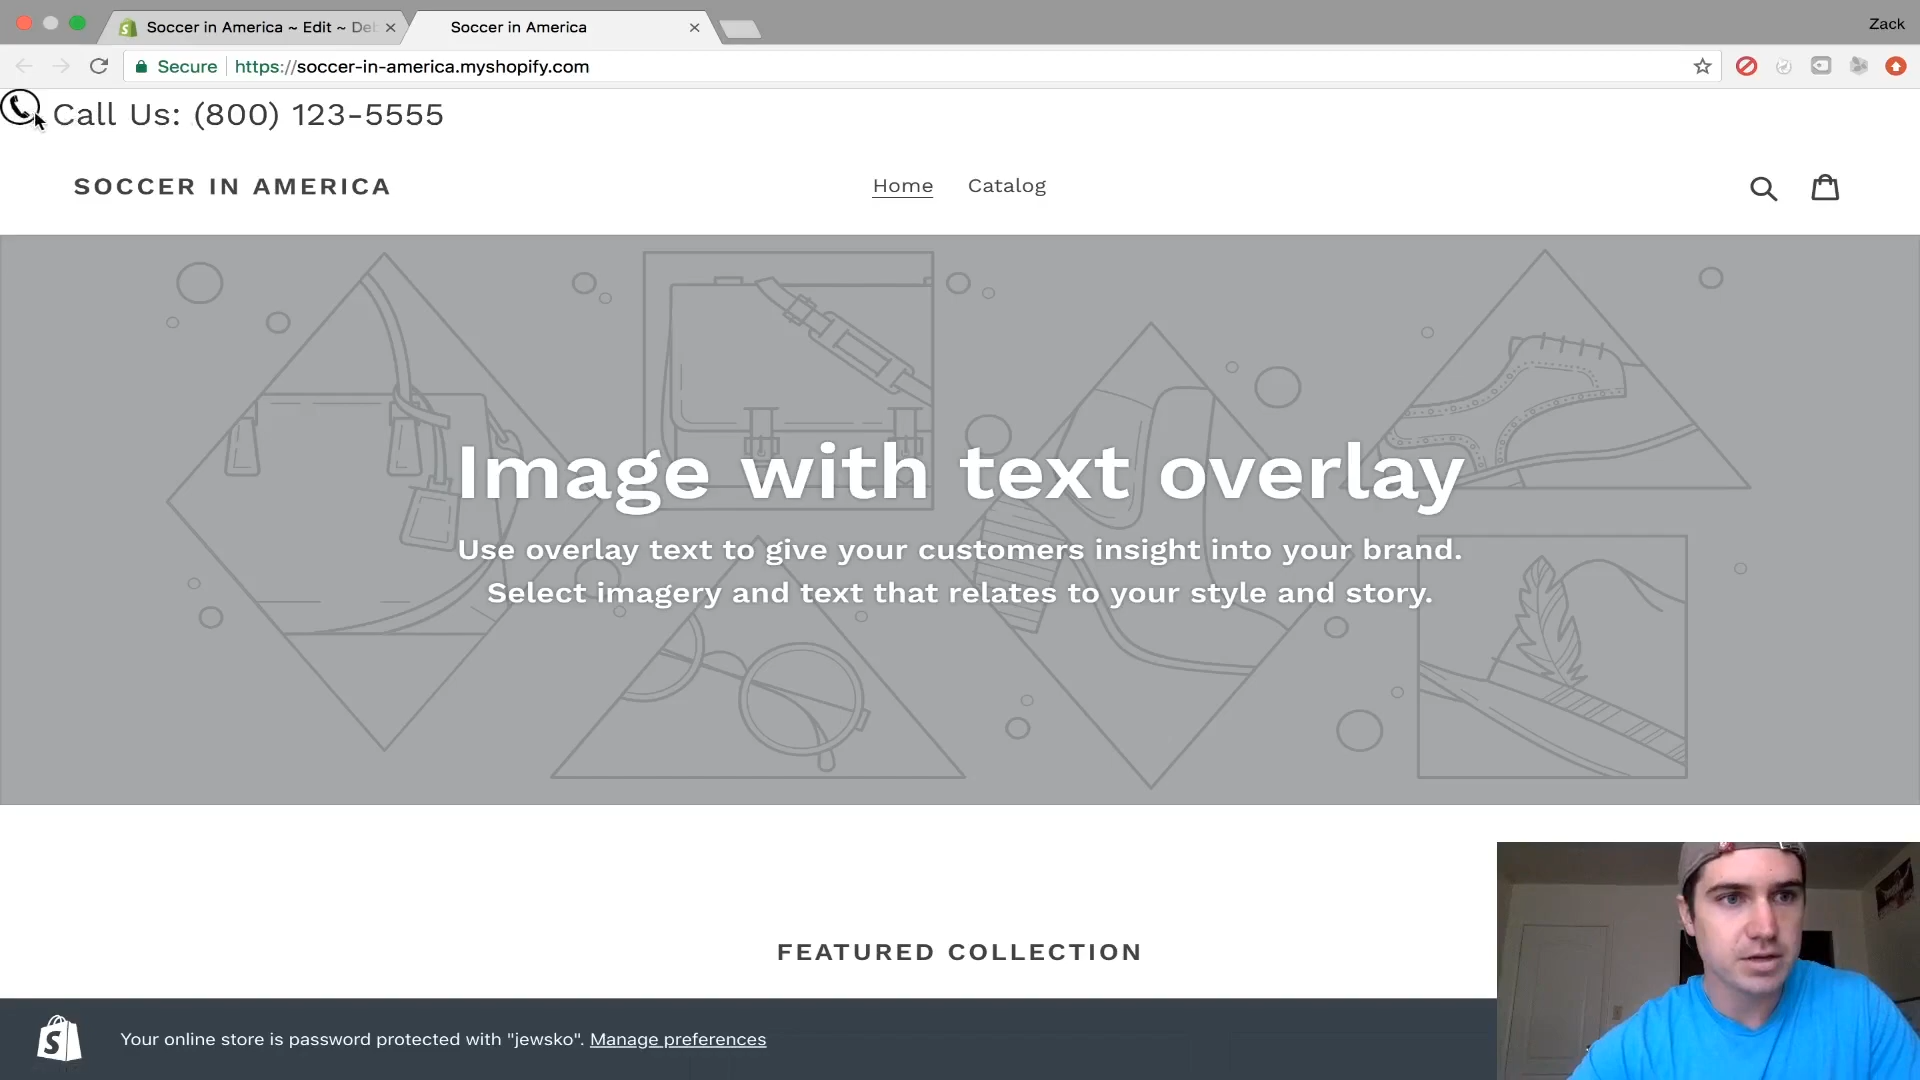 Soccer in America ~ Edit ~ De
Soccer in America
Zack
Secure
https://soccer-in-america.myshopify.com
Call Us: (800) 123-5555
SOCCER IN AMERICA
Home
Catalog
Image with text overlay
Use overlay text to give your customers insight into your brand.
Select imagery and text that relates to your style and story.
FEATURED COLLECTION
Your online store is password protected with "jewsko". Manage preferences